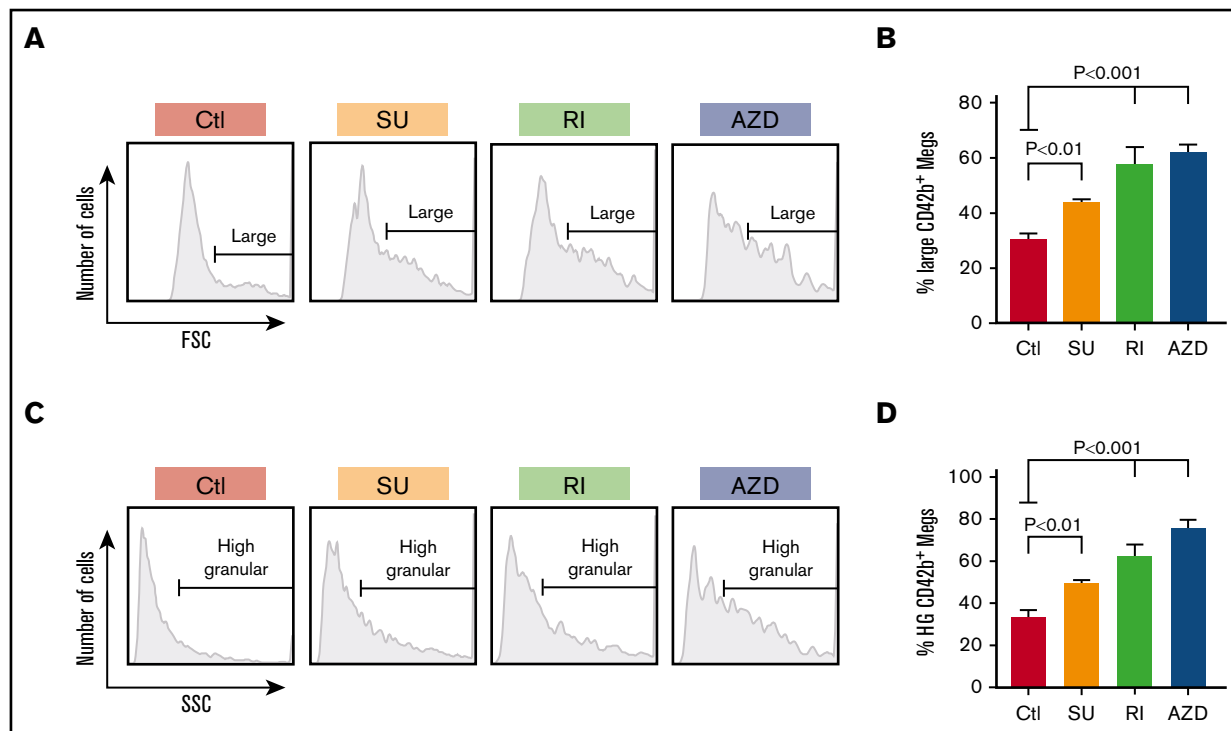 A
Ctl
SU
RI
AZD
Number of cells
Large
Large
Large
Large
FSC
B
P<0.001
P<0.01
% large CD42b⁺ Megs
80
60
40
20
0
Ctl
SU
RI
AZD
C
Ctl
SU
RI
AZD
Number of cells
High
granular
High
granular
High
granular
High
granular
SSC
D
P<0.001
P<0.01
% HG CD42b⁺ Megs
100
80
60
40
20
0
Ctl
SU
RI
AZD